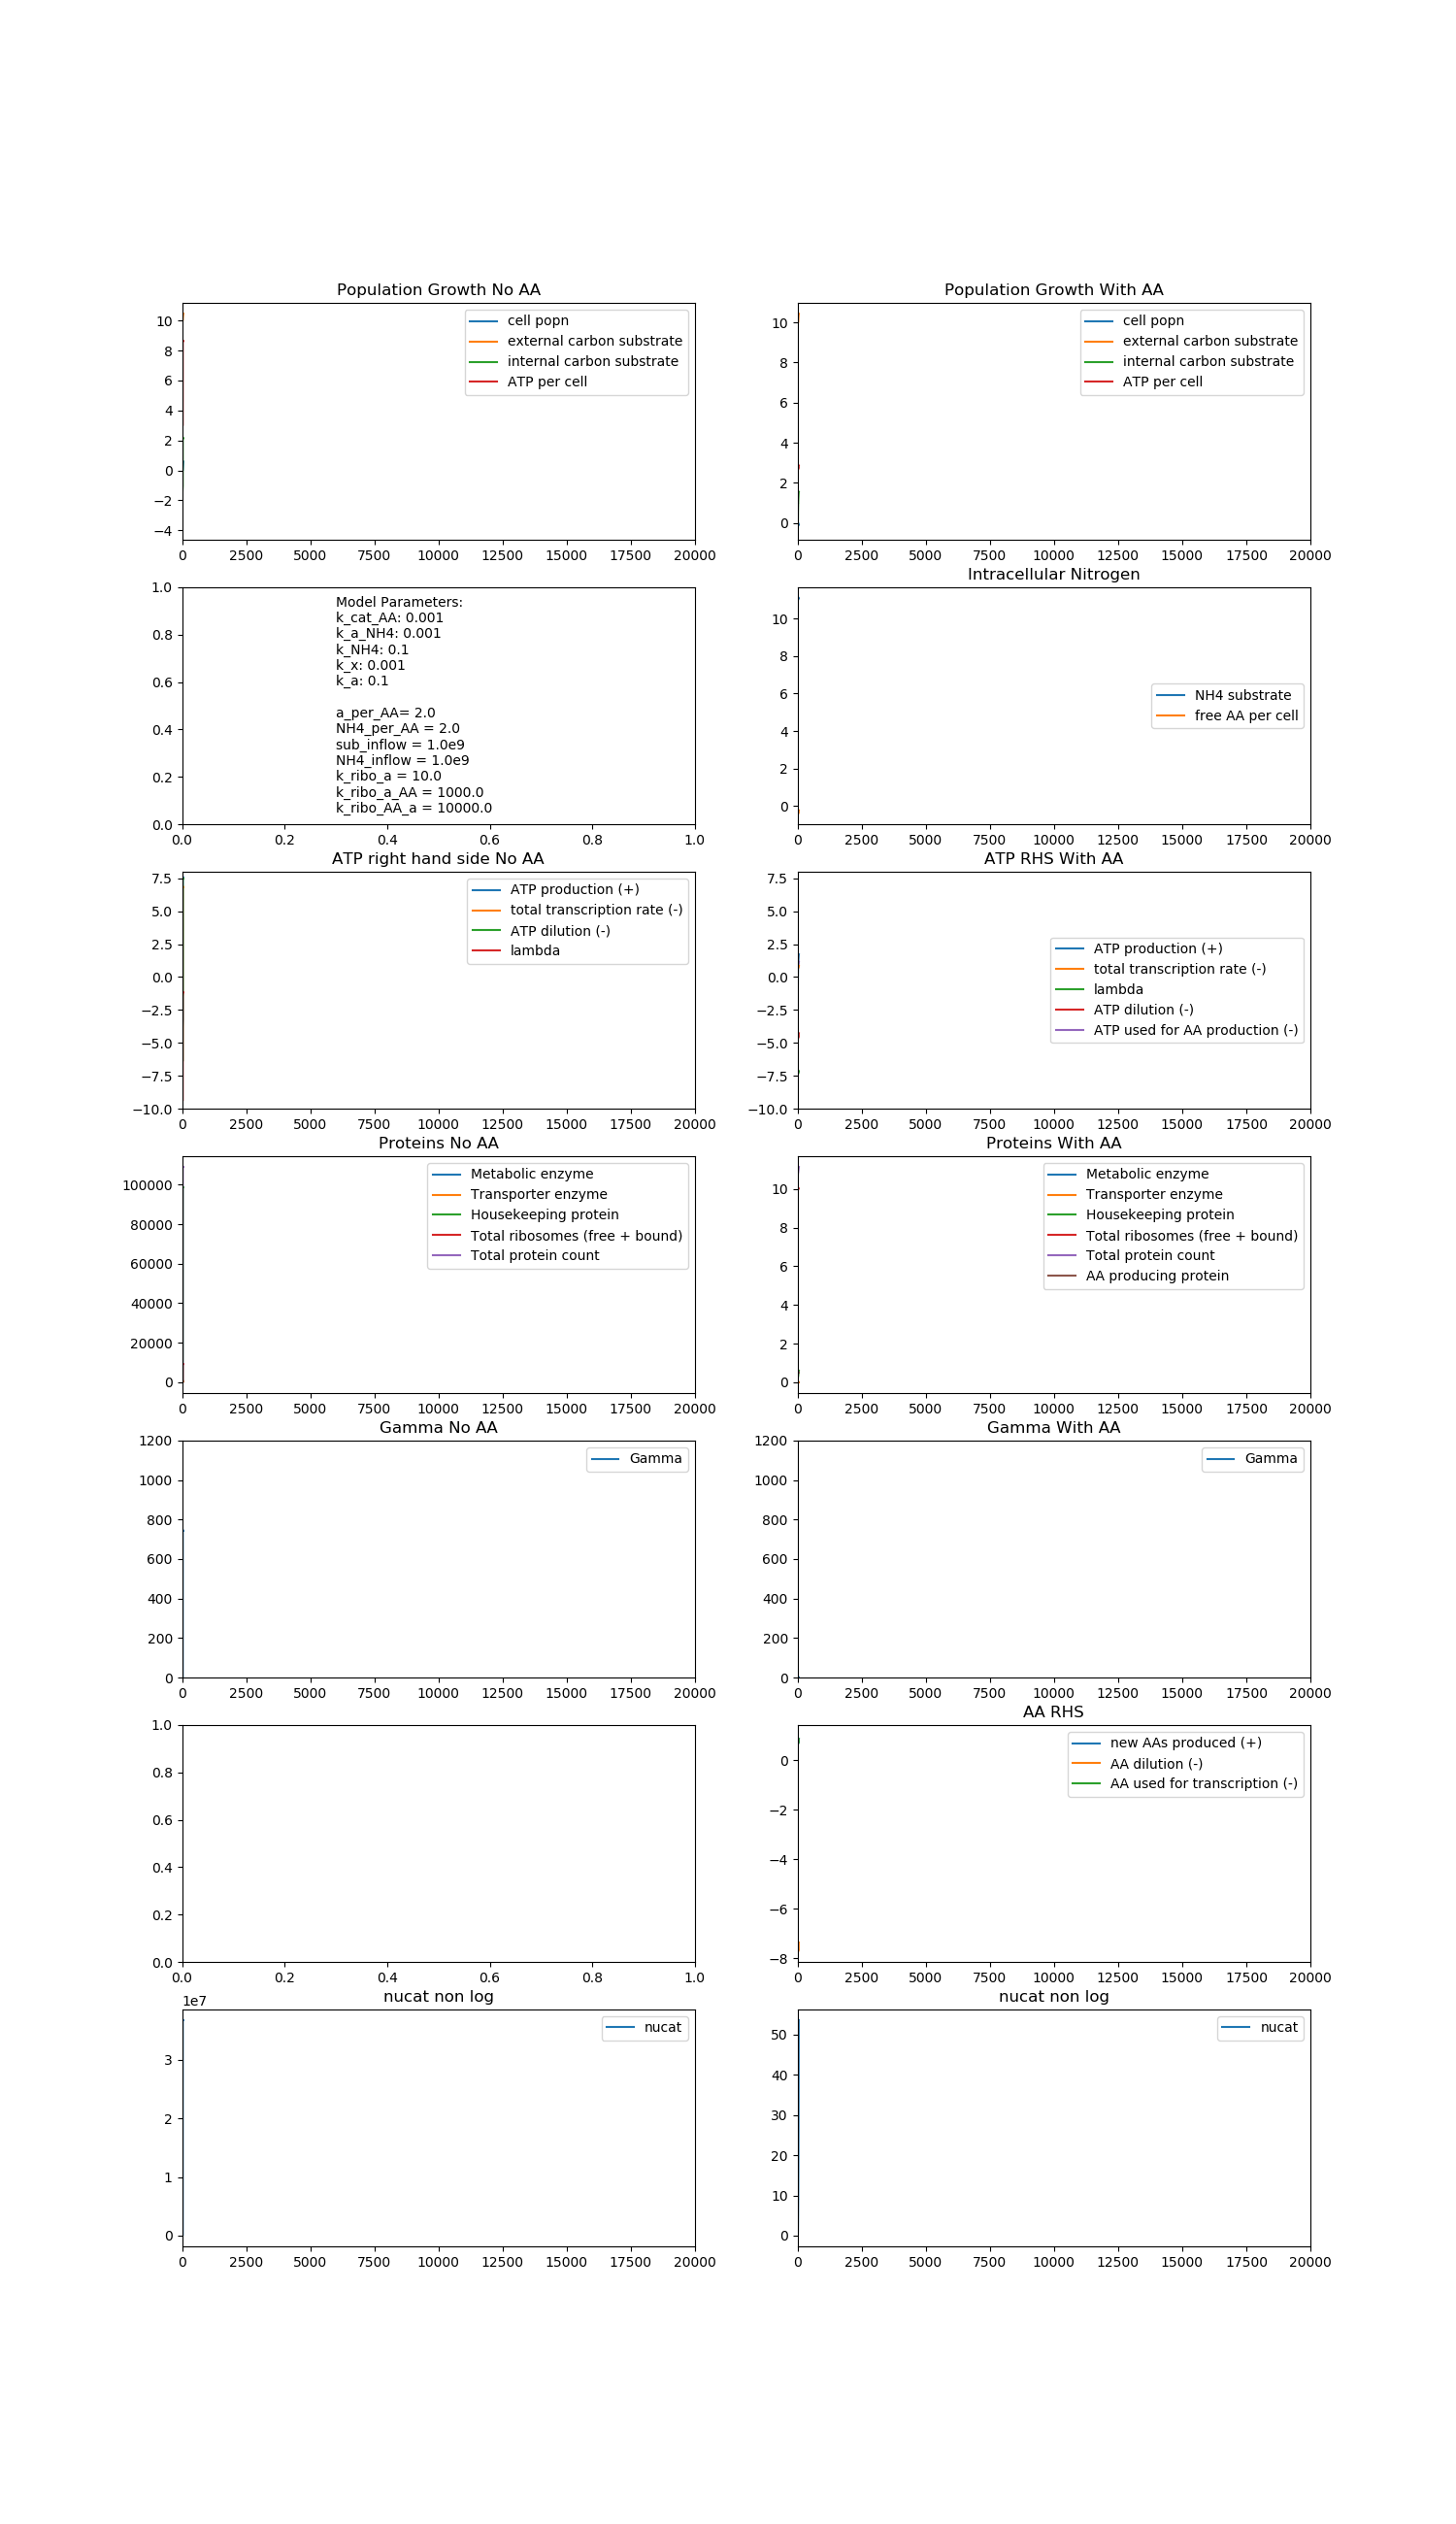 Population Growth No AA
10
8
6
4
2
0
−2
−4
0 2500 5000 7500 10000 12500 15000 17500 20000
cell popn
external carbon substrate
internal carbon substrate
ATP per cell
Population Growth With AA
10
8
6
4
2
0
0 2500 5000 7500 10000 12500 15000 17500 20000
cell popn
external carbon substrate
internal carbon substrate
ATP per cell
1.0
0.8
0.6
0.4
0.2
0.0
0.0 0.2 0.4 0.6 0.8 1.0
Model Parameters:
k_cat_AA: 0.001
k_a_NH4: 0.001
k_NH4: 0.1
k_x: 0.001
k_a: 0.1
a_per_AA= 2.0
NH4_per_AA = 2.0
sub_inflow = 1.0e9
NH4_inflow = 1.0e9
k_ribo_a = 10.0
k_ribo_a_AA = 1000.0
k_ribo_AA_a = 10000.0
Intracellular Nitrogen
10
8
6
4
2
0
0 2500 5000 7500 10000 12500 15000 17500 20000
NH4 substrate
free AA per cell
ATP right hand side No AA
7.5
5.0
2.5
0.0
−2.5
−5.0
−7.5
−10.0
0 2500 5000 7500 10000 12500 15000 17500 20000
ATP production (+)
total transcription rate (-)
ATP dilution (-)
lambda
ATP RHS With AA
7.5
5.0
2.5
0.0
−2.5
−5.0
−7.5
−10.0
0 2500 5000 7500 10000 12500 15000 17500 20000
ATP production (+)
total transcription rate (-)
lambda
ATP dilution (-)
ATP used for AA production (-)
Proteins No AA
100000
80000
60000
40000
20000
0
0 2500 5000 7500 10000 12500 15000 17500 20000
Metabolic enzyme
Transporter enzyme
Housekeeping protein
Total ribosomes (free + bound)
Total protein count
Proteins With AA
10
8
6
4
2
0
0 2500 5000 7500 10000 12500 15000 17500 20000
Metabolic enzyme
Transporter enzyme
Housekeeping protein
Total ribosomes (free + bound)
Total protein count
AA producing protein
Gamma No AA
1200
1000
800
600
400
200
0
0 2500 5000 7500 10000 12500 15000 17500 20000
Gamma
Gamma With AA
1200
1000
800
600
400
200
0
0 2500 5000 7500 10000 12500 15000 17500 20000
Gamma
1.0
0.8
0.6
0.4
0.2
0.0
0.0 0.2 0.4 0.6 0.8 1.0
AA RHS
0
−2
−4
−6
−8
0 2500 5000 7500 10000 12500 15000 17500 20000
new AAs produced (+)
AA dilution (-)
AA used for transcription (-)
nucat non log
1e7
3
2
1
0
0 2500 5000 7500 10000 12500 15000 17500 20000
nucat
nucat non log
50
40
30
20
10
0
0 2500 5000 7500 10000 12500 15000 17500 20000
nucat